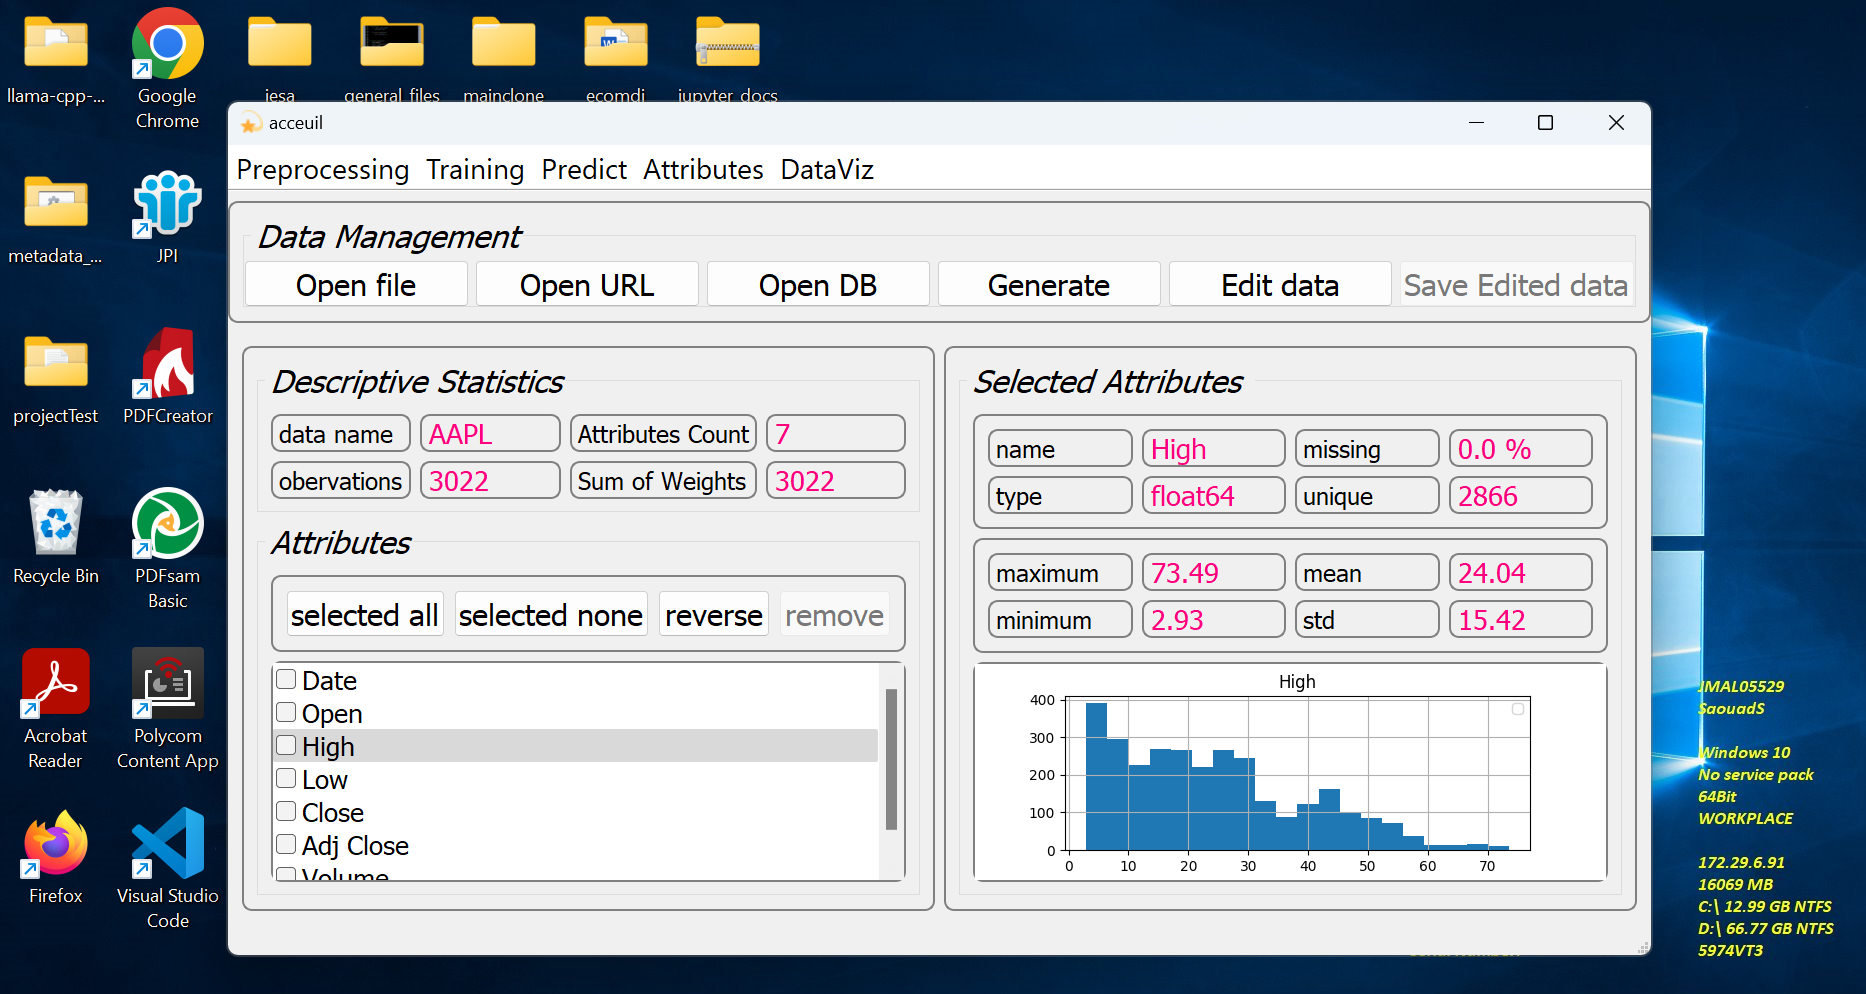 llama-cpp-...
Google
Chrome
iesa
general_files
mainclone
ecomdi
jupyter_docs
acceuil
Preprocessing Training Predict Attributes DataViz
metadata_...
JPI
Data Management
Open file Open URL Open DB Generate Edit data Save Edited data
projectTest
PDFCreator
Descriptive Statistics
data name AAPL Attributes Count 7
obervations 3022 Sum of Weights 3022
Attributes
selected all selected none reverse remove
Date
Open
High
Low
Close
Adj Close
Volume
Selected Attributes
name High missing 0.0 %
type float64 unique 2866
maximum 73.49 mean 24.04
minimum 2.93 std 15.42
High
400
300
200
100
0
0 10 20 30 40 50 60 70
Recycle Bin
PDFsam
Basic
Acrobat
Reader
Polycom
Content App
Firefox
Visual Studio
Code
JMAL05529
SaouadS
Windows 10
No service pack
64Bit
WORKPLACE
172.29.6.91
16069 MB
C:\ 12.99 GB NTFS
D:\ 66.77 GB NTFS
5974VT3